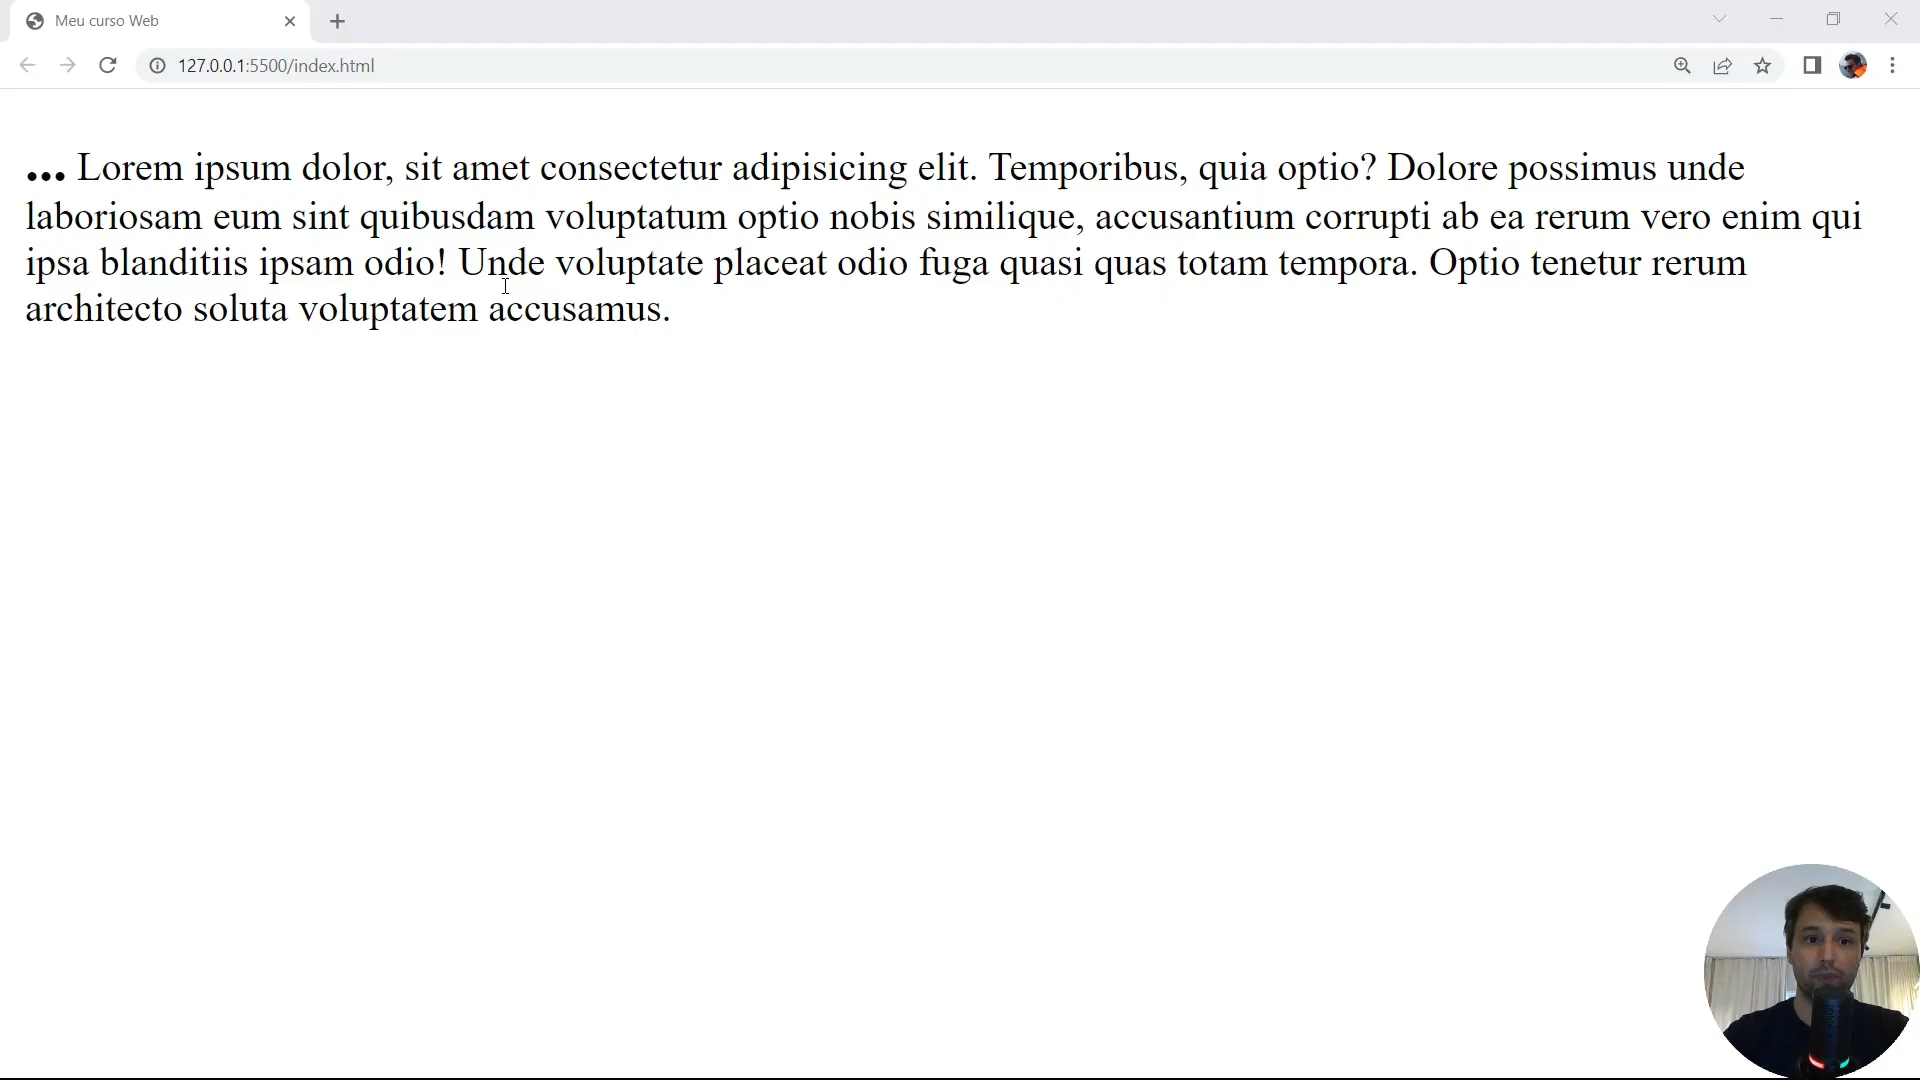 Meu curso Web
127.0.0.1:5500/index.html
... Lorem ipsum dolor, sit amet consectetur adipisicing elit. Temporibus, quia optio? Dolore possimus unde
laboriosam eum sint quibusdam voluptatum optio nobis similique, accusantium corrupti ab ea rerum vero enim qui
ipsa blanditiis ipsam odio! Unde voluptate placeat odio fuga quasi quas totam tempora. Optio tenetur rerum
architecto soluta voluptatem accusamus.